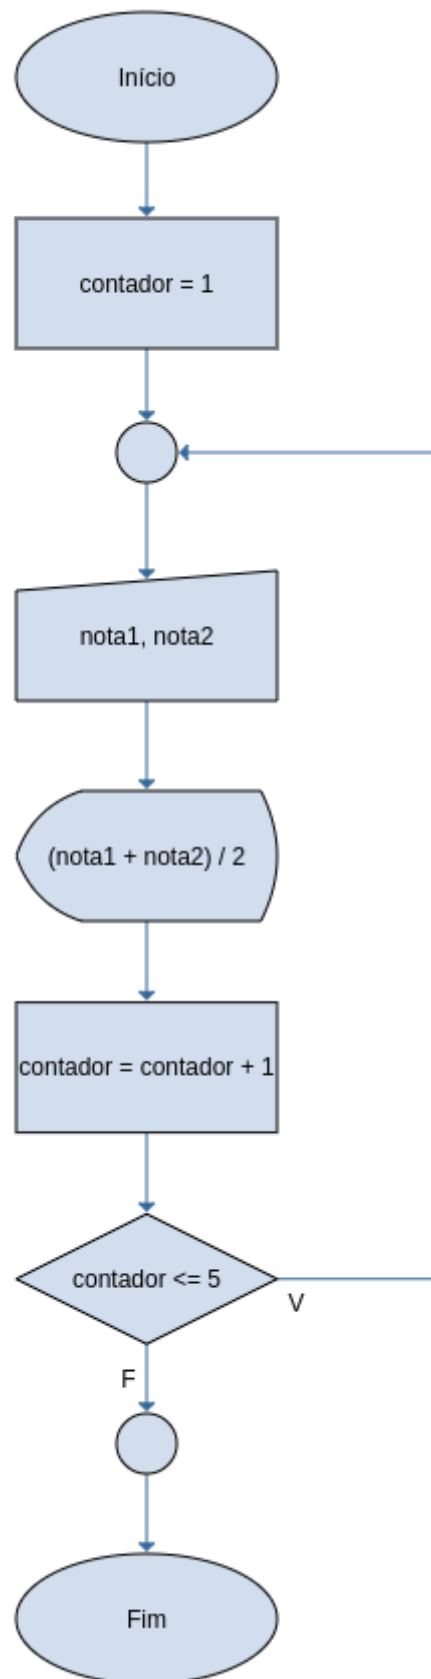 Início
contador = 1
nota1, nota2
(nota1 + nota2) / 2
contador = contador + 1
contador <= 5
V
F
Fim